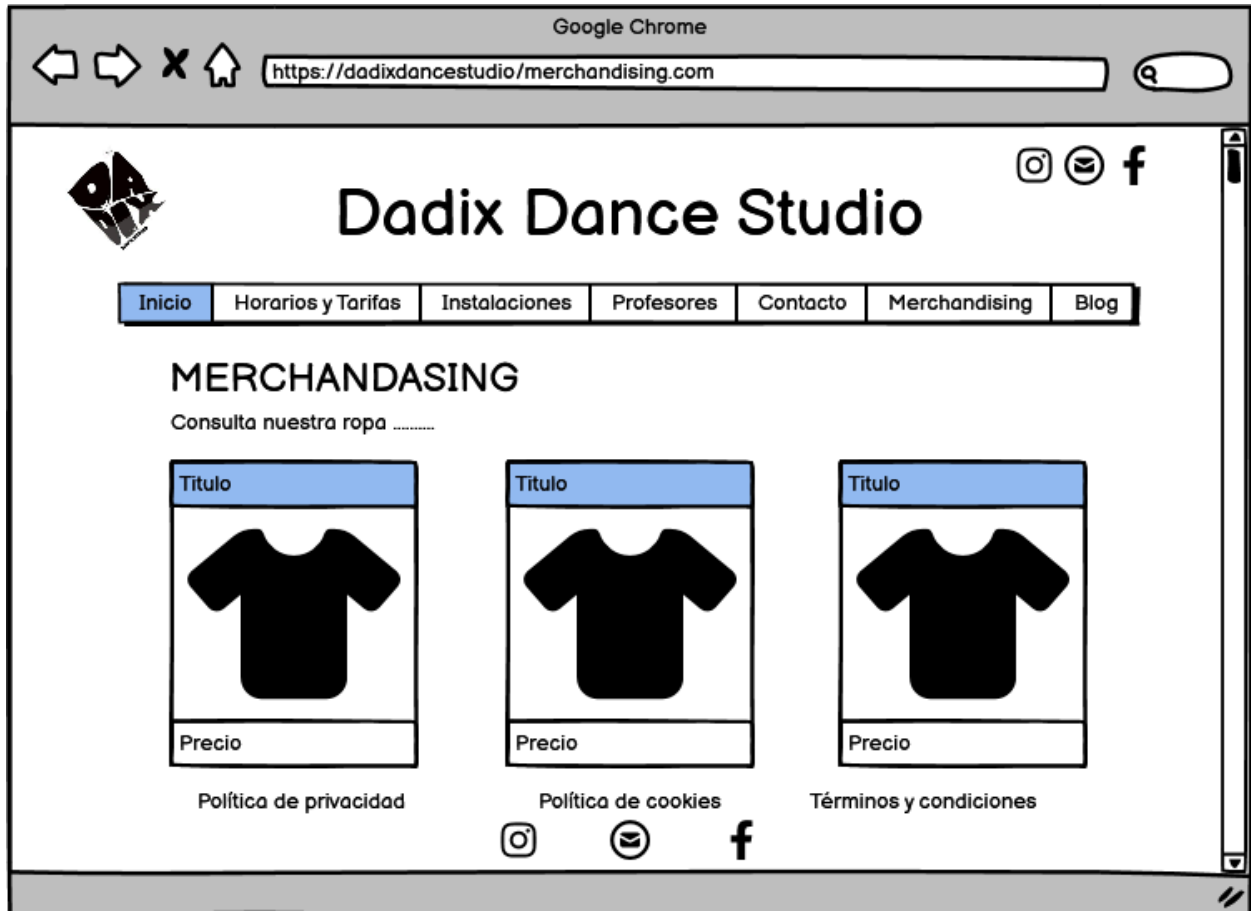 Google Chrome
https://dadixdancestudio/merchandising.com
DADIX
Dadix Dance Studio
Inicio Horarios y Tarifas Instalaciones Profesores Contacto Merchandising Blog
MERCHANDASING
Consulta nuestra ropa ..........
Titulo Titulo Titulo
Precio Precio Precio
Política de privacidad Política de cookies Términos y condiciones